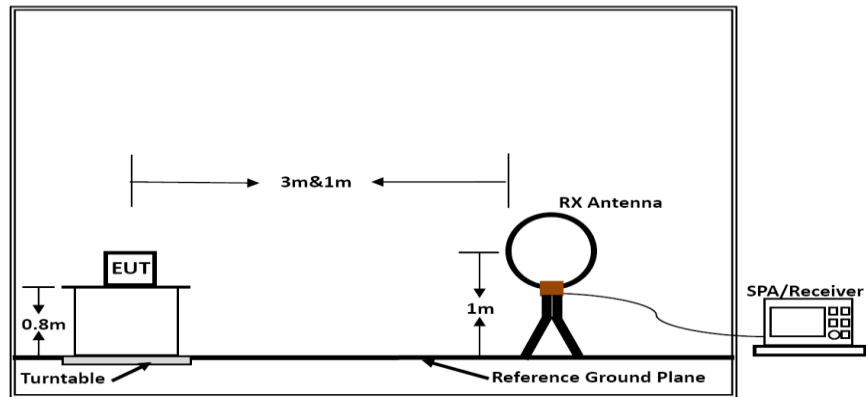 3m&1m
RX Antenna
EUT
SPA/Receiver
0.8m
1m
Turntable
Reference Ground Plane